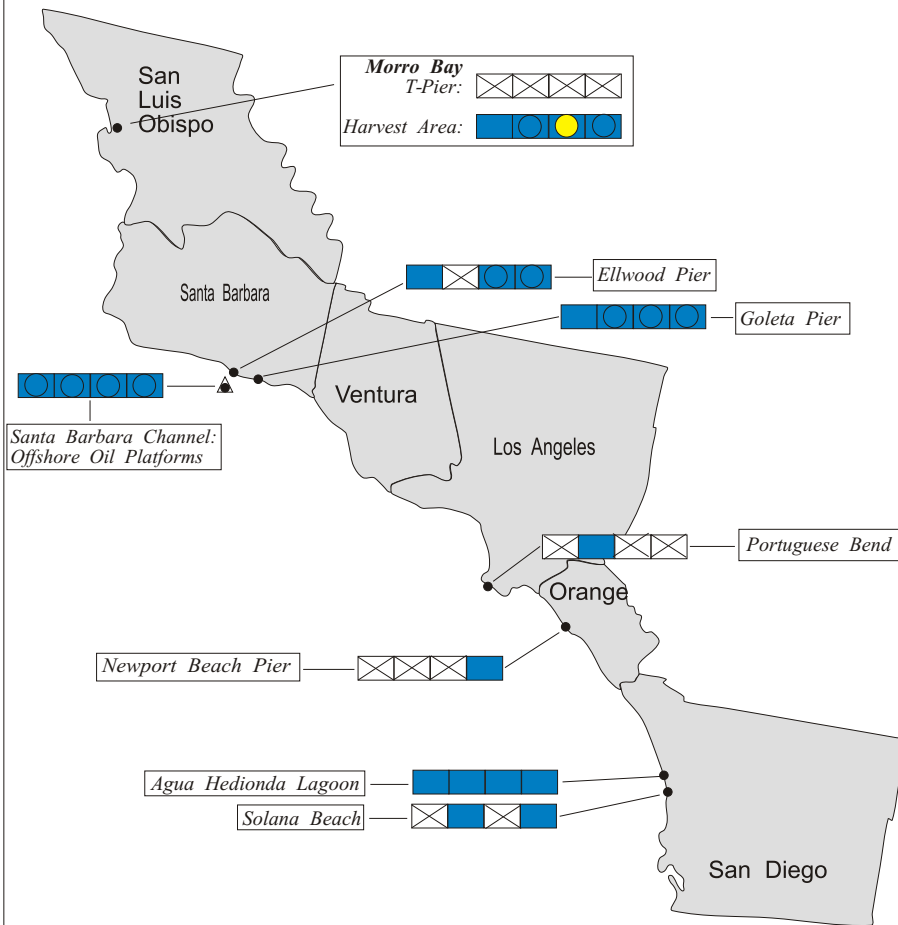 San
Luis
Obispo
Morro Bay
T-Pier:
Harvest Area:
Ellwood Pier
Santa Barbara
Goleta Pier
Ventura
Santa Barbara Channel:
Offshore Oil Platforms
Los Angeles
Portuguese Bend
Orange
Newport Beach Pier
Agua Hedionda Lagoon
Solana Beach
San Diego